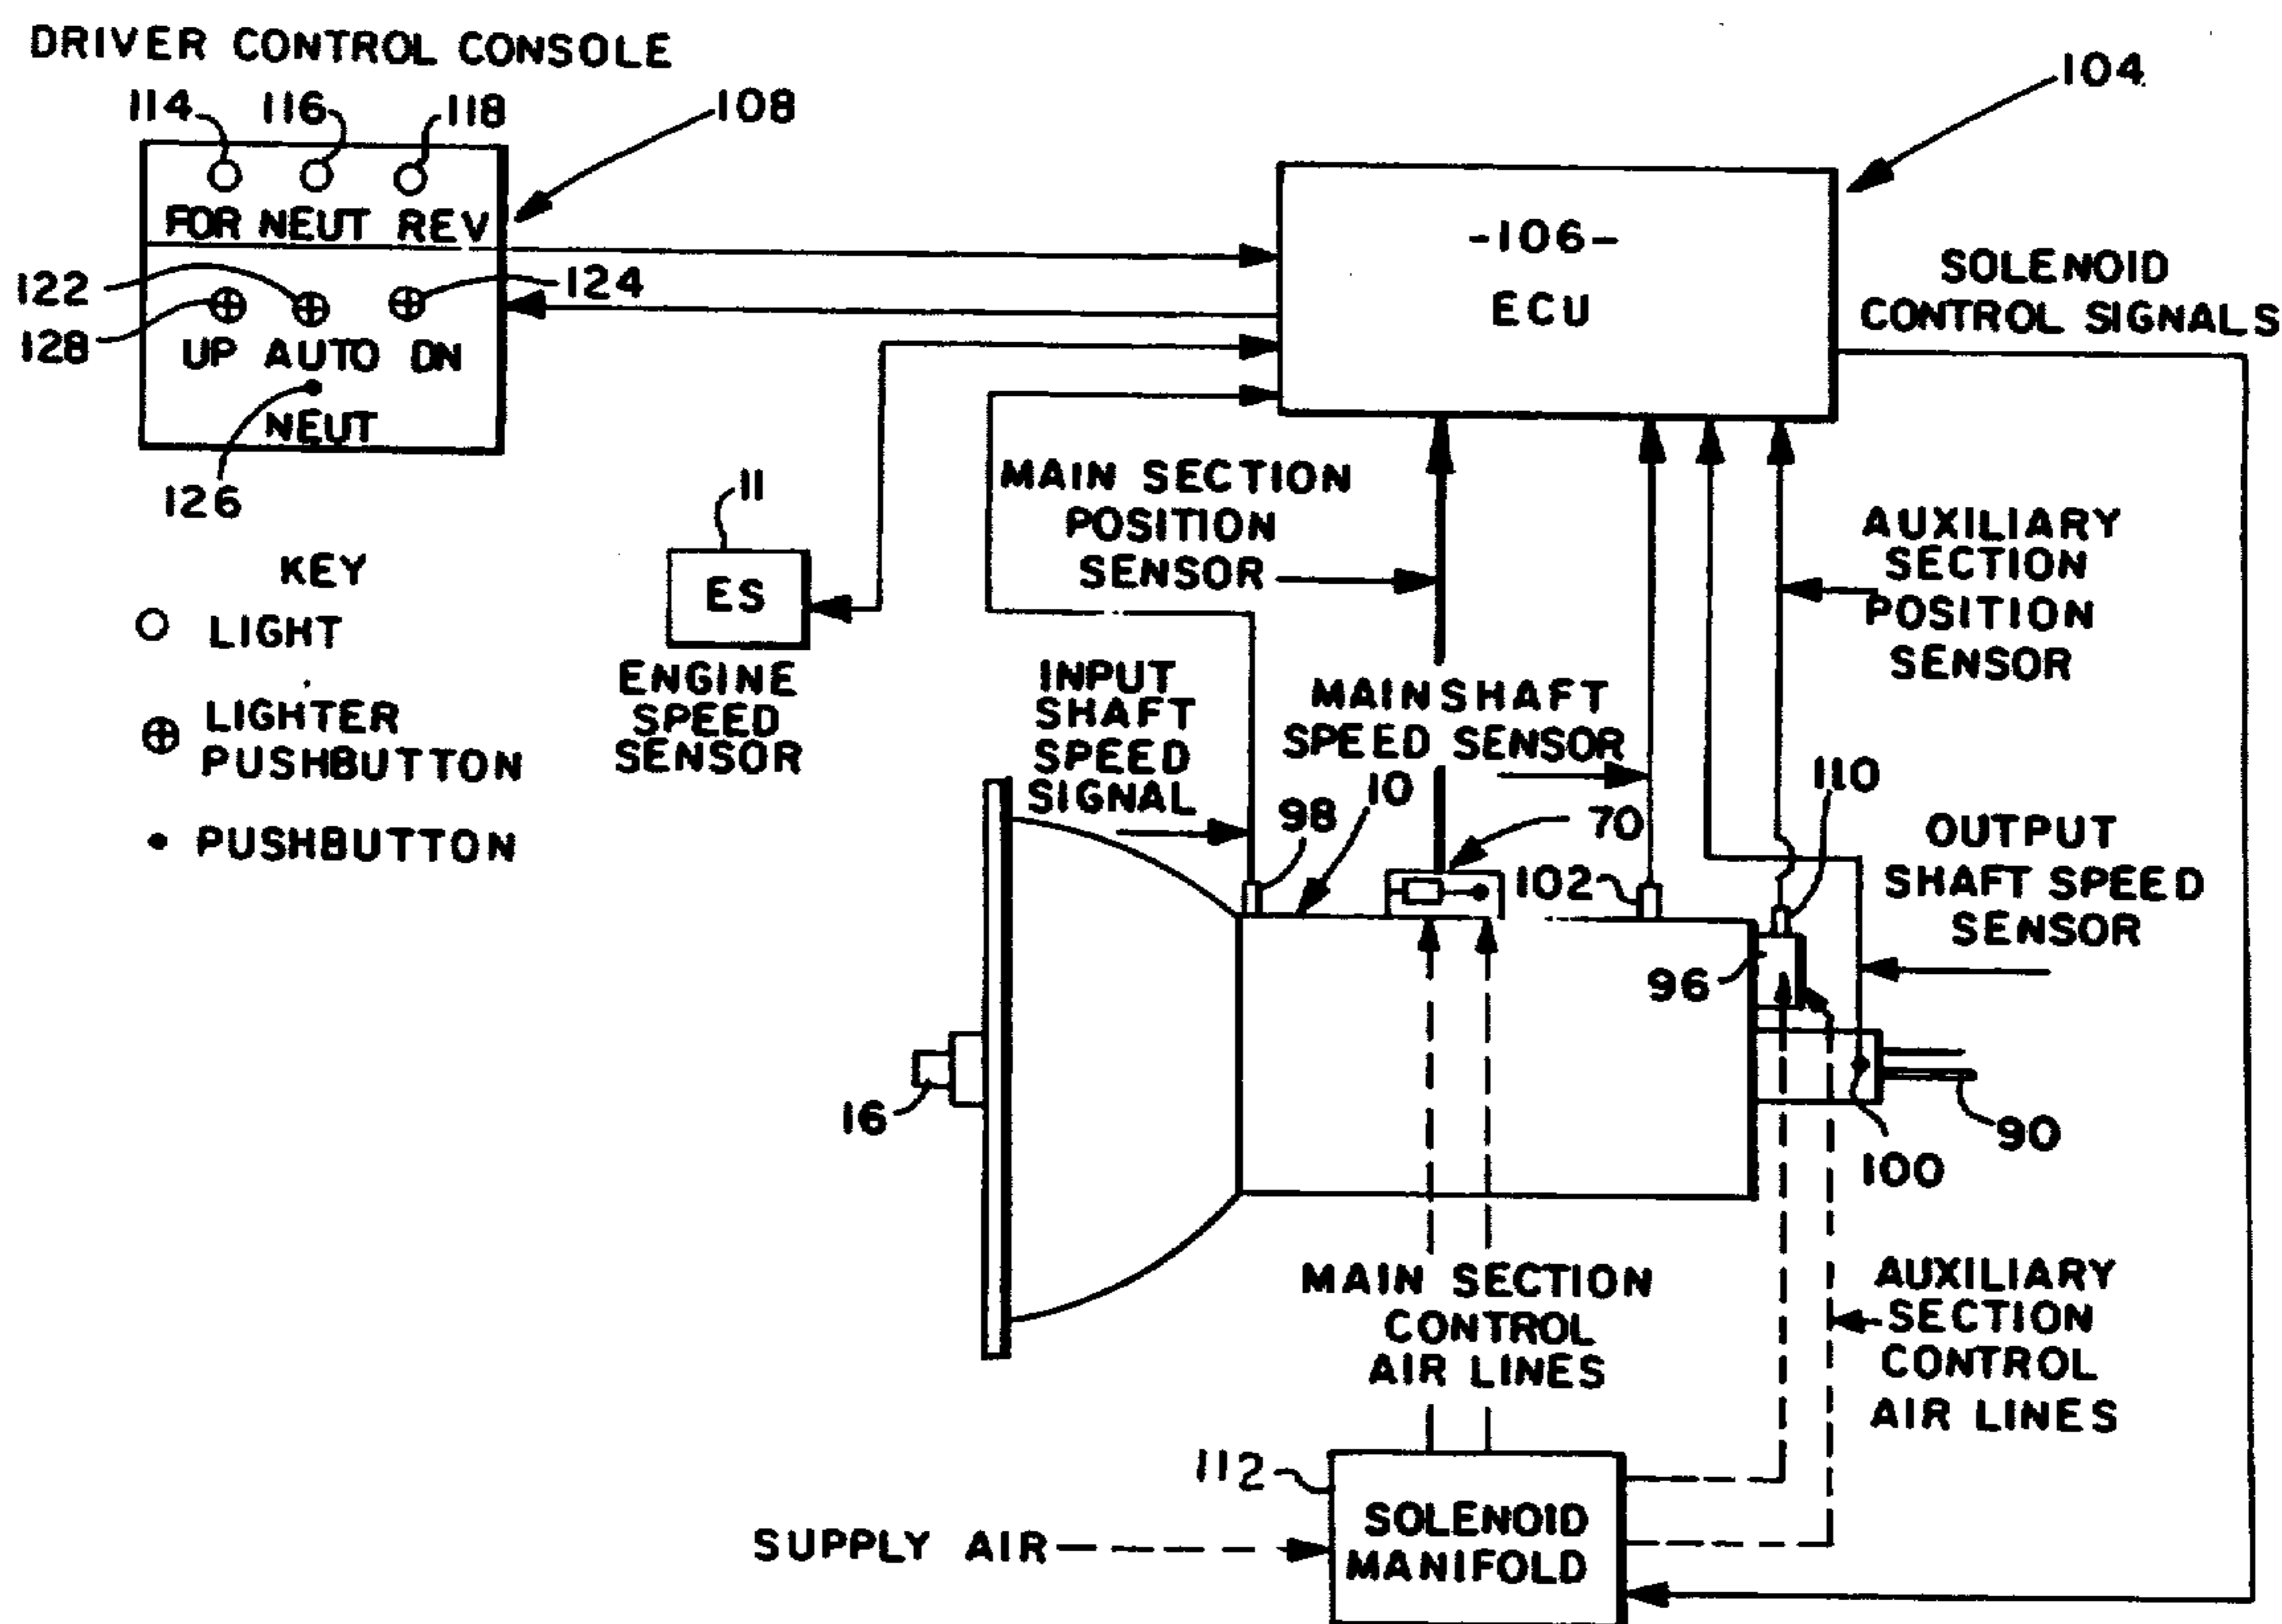 DRIVER CONTROL CONSOLE
114 116 118
108
104
FOR NEUT REV
122
128
124
UP AUTO DN
NEUT
126
-106-
ECU
SOLENOID
CONTROL SIGNALS
KEY
LIGHT
LIGHTER
PUSHBUTTON
PUSHBUTTON
11
ES
ENGINE
SPEED
SENSOR
MAIN SECTION
POSITION
SENSOR
AUXILIARY
SECTION
POSITION
SENSOR
INPUT
SHAFT
SPEED
SIGNAL
MAINSHAFT
SPEED SENSOR
98
10
70
102
110
OUTPUT
SHAFT SPEED
SENSOR
96
16
90
100
MAIN SECTION
CONTROL
AIR LINES
AUXILIARY
SECTION
CONTROL
AIR LINES
112
SOLENOID
MANIFOLD
SUPPLY AIR